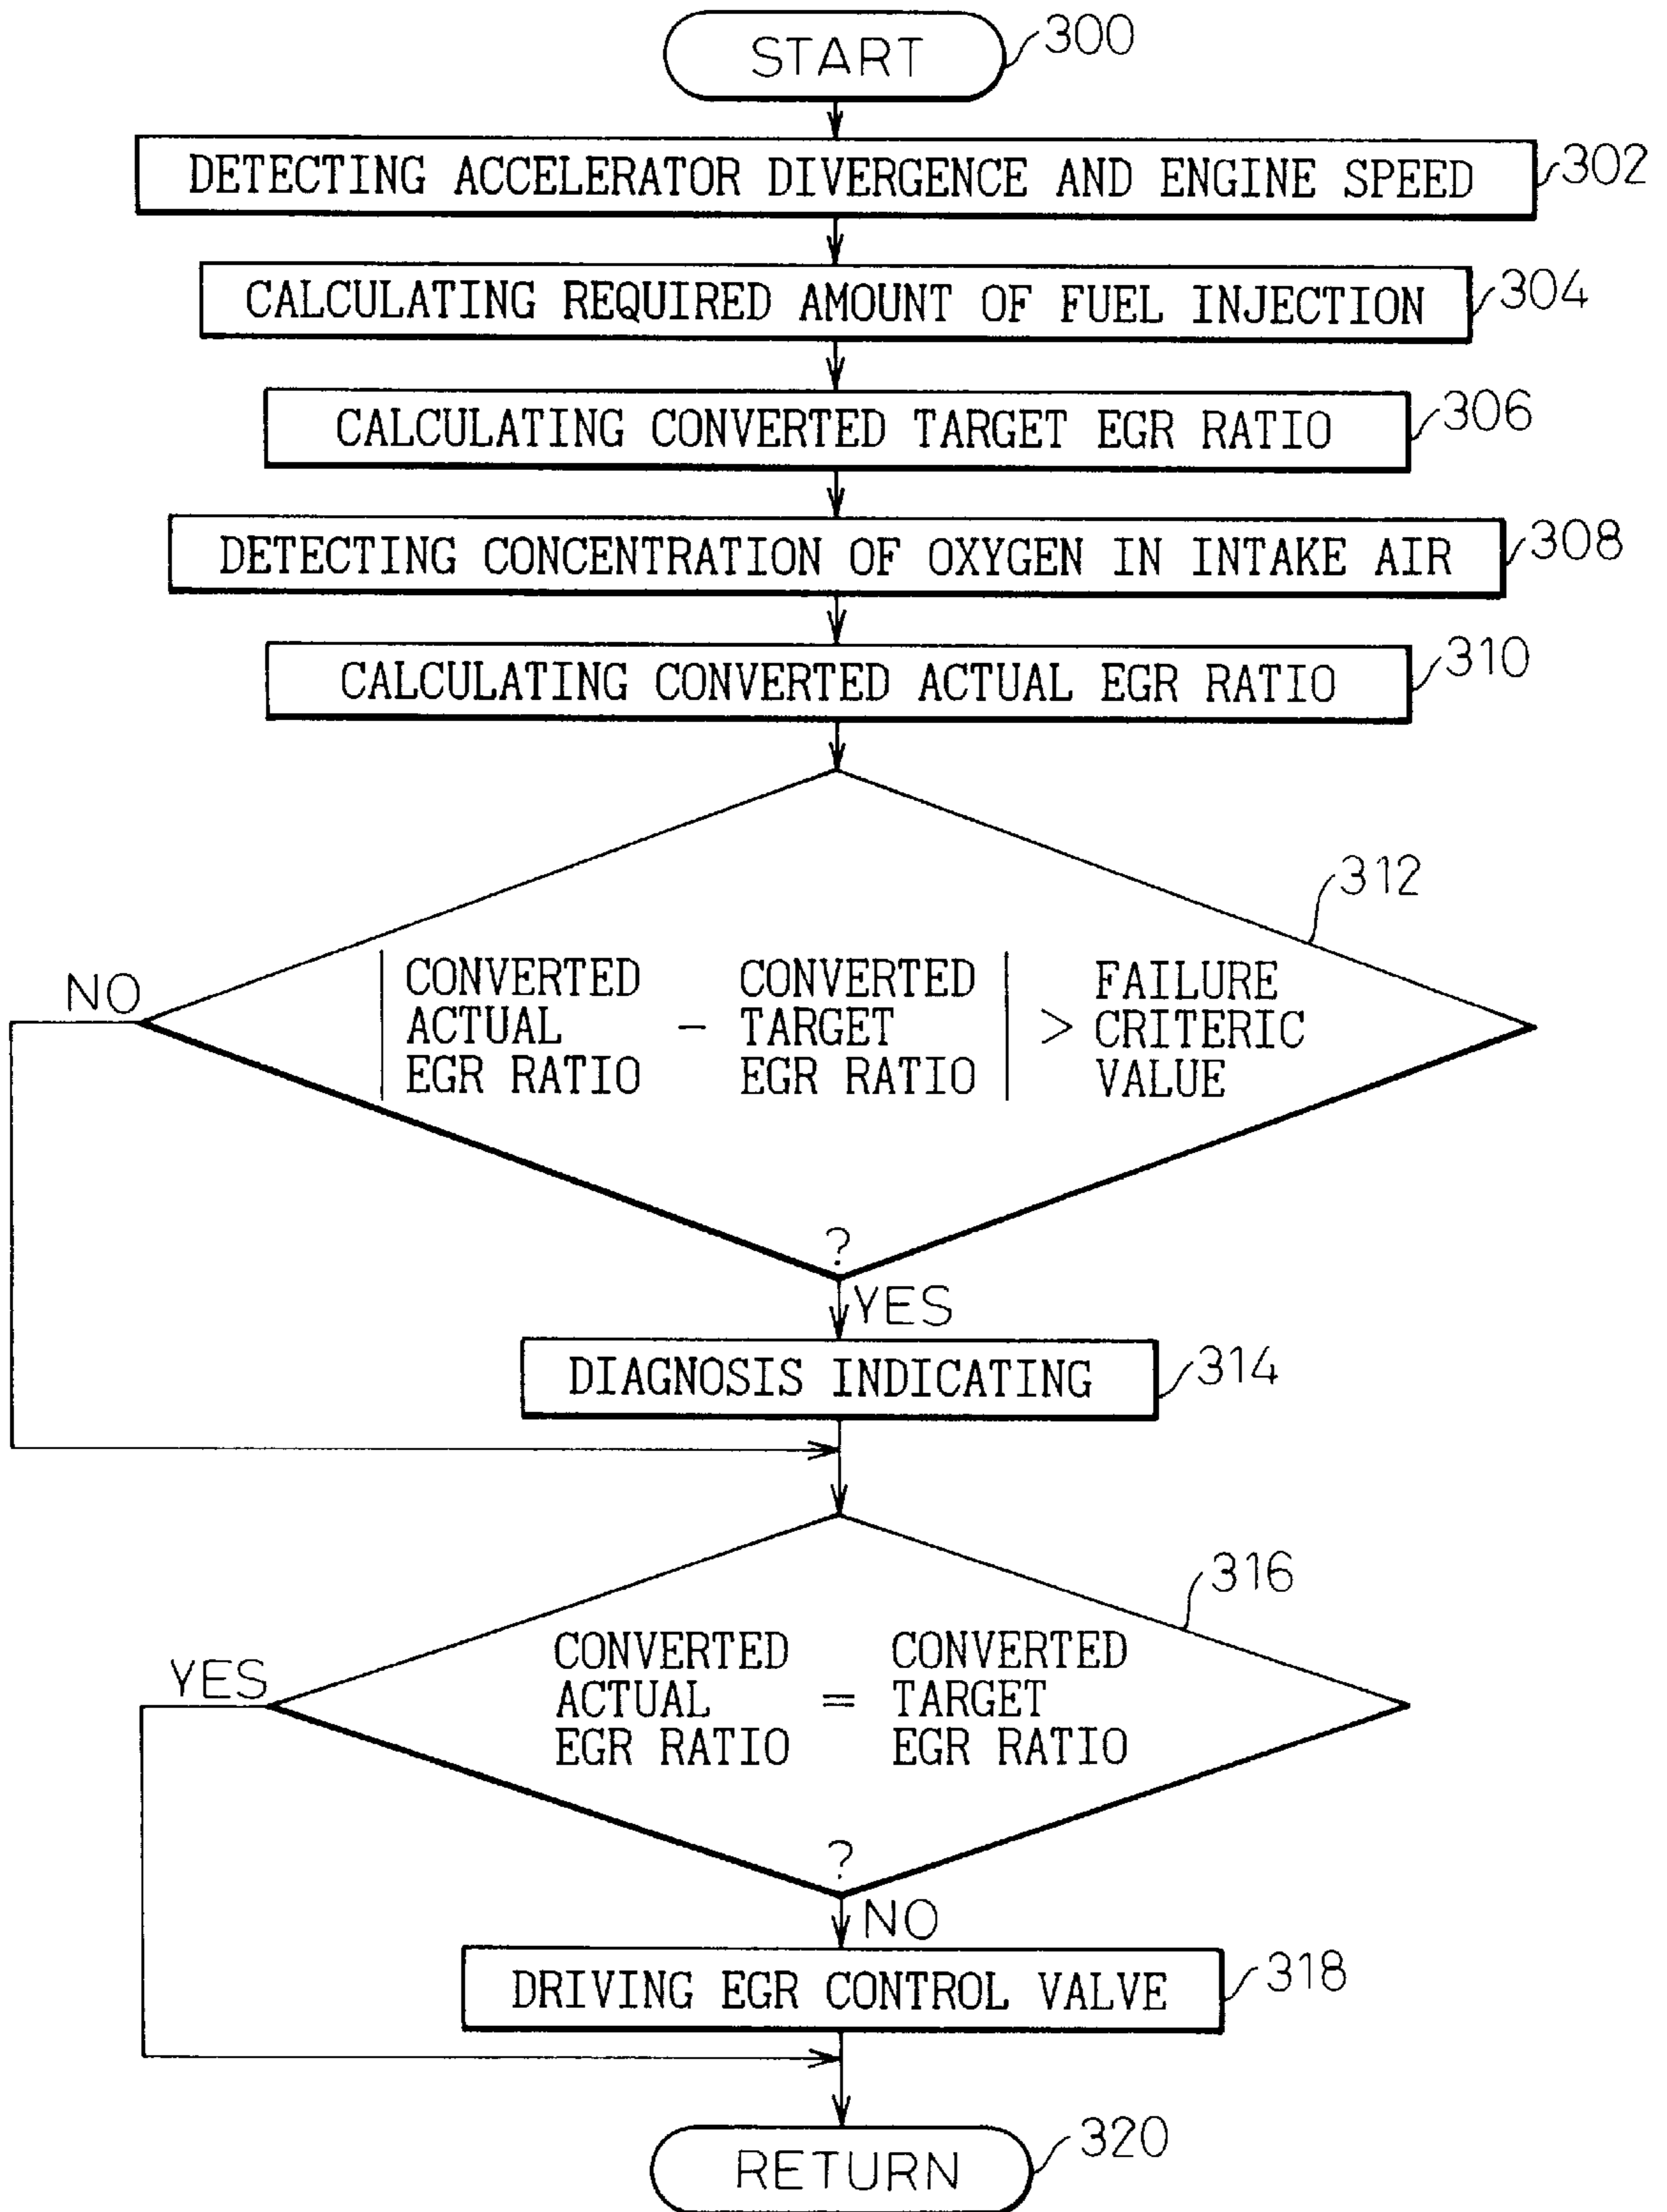 START
300
DETECTING ACCELERATOR DIVERGENCE AND ENGINE SPEED
302
CALCULATING REQUIRED AMOUNT OF FUEL INJECTION
304
CALCULATING CONVERTED TARGET EGR RATIO
306
DETECTING CONCENTRATION OF OXYGEN IN INTAKE AIR
308
CALCULATING CONVERTED ACTUAL EGR RATIO
310
312
NO
| CONVERTED ACTUAL EGR RATIO - CONVERTED TARGET EGR RATIO | > FAILURE CRITERIC VALUE
?
YES
DIAGNOSIS INDICATING
314
316
YES
CONVERTED ACTUAL EGR RATIO = CONVERTED TARGET EGR RATIO
?
NO
DRIVING EGR CONTROL VALVE
318
RETURN
320